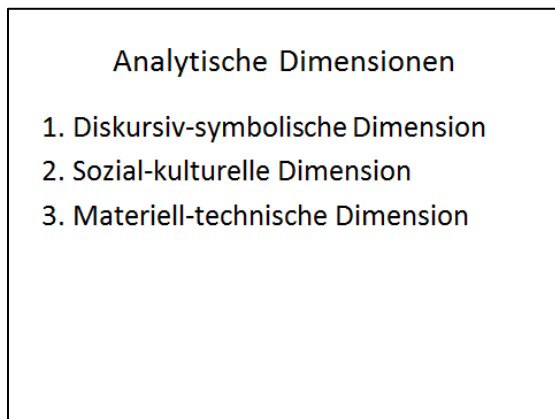 Analytische Dimensionen
1. Diskursiv-symbolische Dimension
2. Sozial-kulturelle Dimension
3. Materiell-technische Dimension